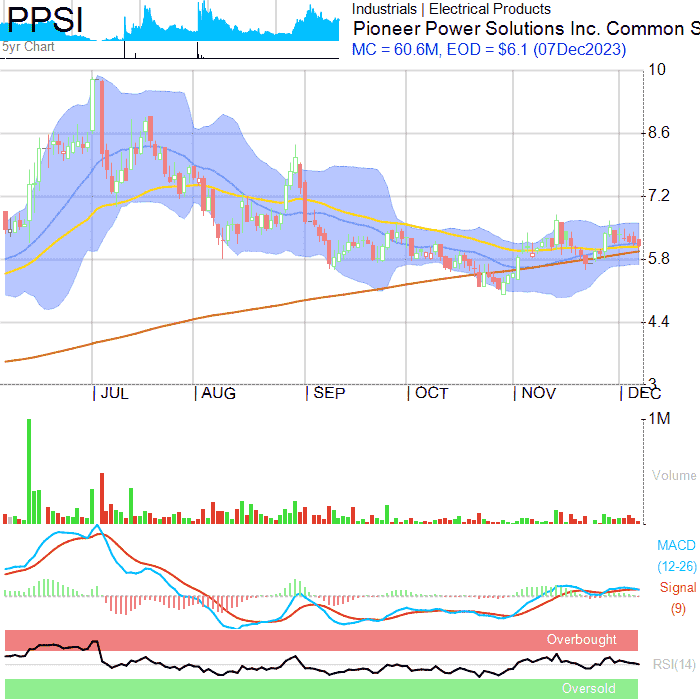 PPSI
5yr Chart
Industrials | Electrical Products
Pioneer Power Solutions Inc. Common S
MC = 60.6M, EOD = $6.1 (07Dec2023)
10
8.6
7.2
5.8
4.4
3
JUL AUG SEP OCT NOV DEC
1M
Volume
MACD
(12-26)
Signal
(9)
Overbought
RSI(14)
Oversold